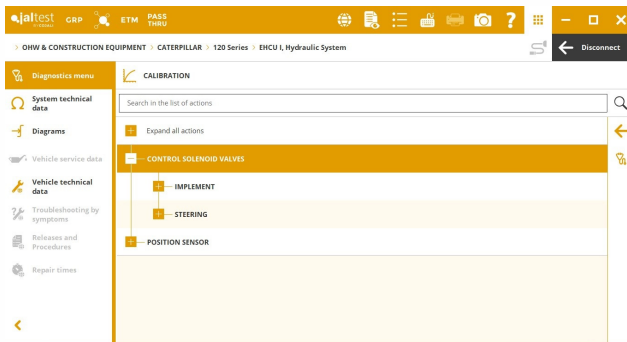 jaltest
GRP
ETM
PASS
THRU
> OHW & CONSTRUCTION EQUIPMENT > CATERPILLAR > 120 Series > EHCU I, Hydraulic System
Disconnect
Diagnostics menu
CALIBRATION
System technical
data
Search in the list of actions
Diagrams
Expand all actions
Vehicle service data
CONTROL SOLENOID VALVES
Vehicle technical
data
IMPLEMENT
Troubleshooting by
symptoms
STEERING
Releases and
Procedures
POSITION SENSOR
Repair times